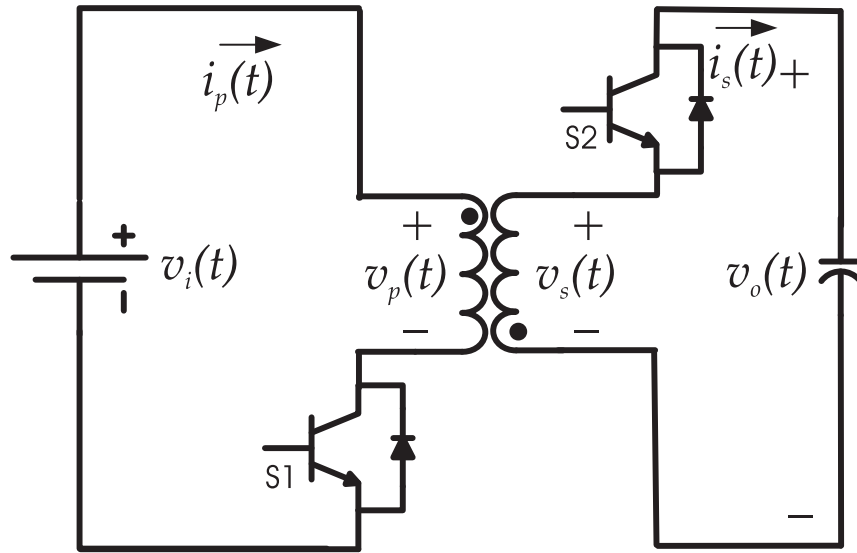 i_p(t)
i_s(t) +
S2
+
v_i(t)
+
v_p(t)
−
+
v_s(t)
−
v_o(t)
S1
−